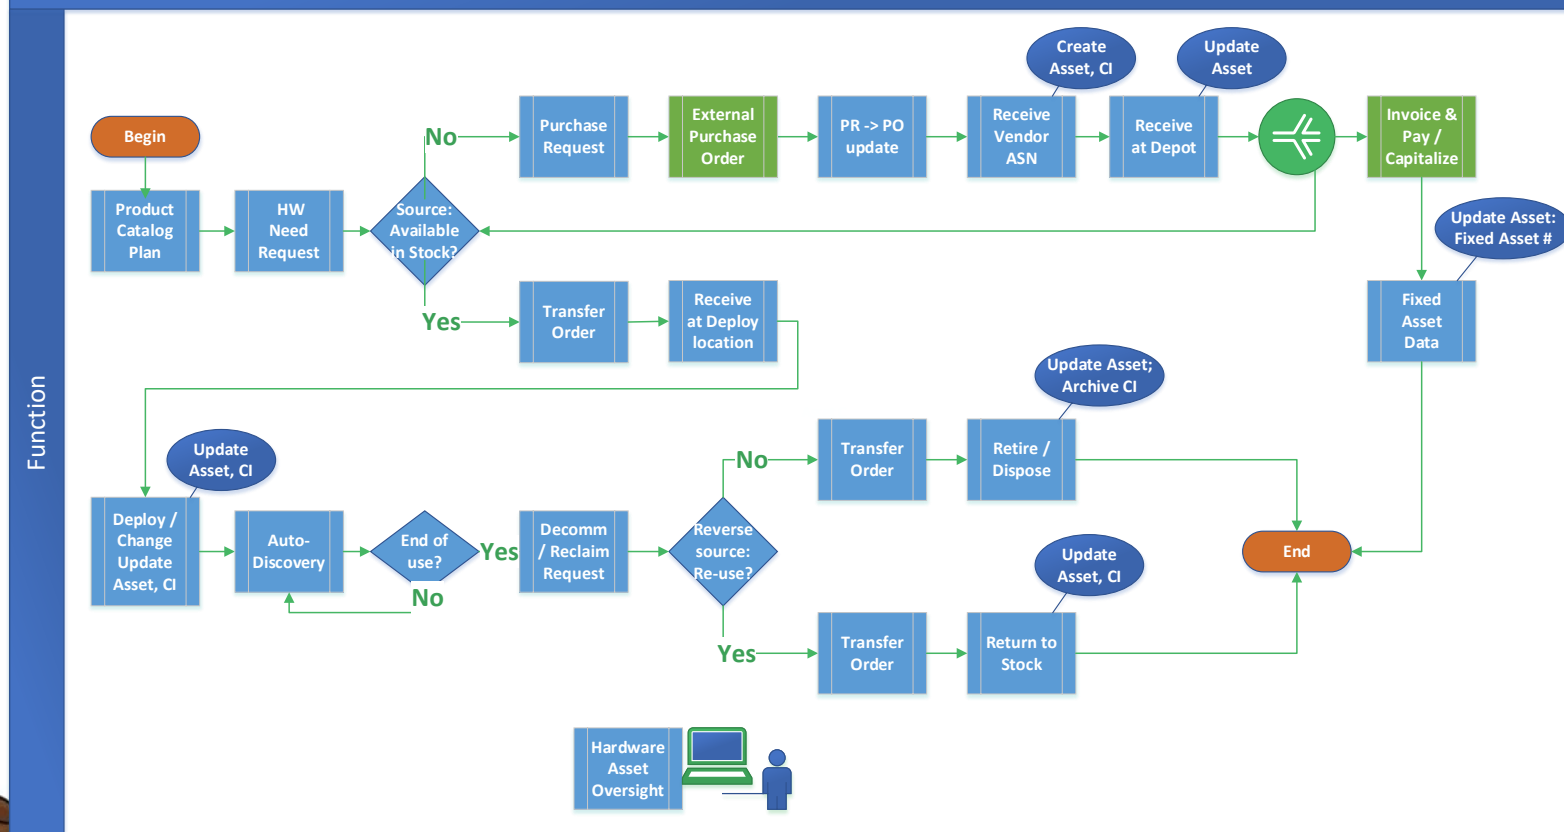 Function
Begin
Product
Catalog
Plan
HW
Need
Request
Source:
Available
in Stock?
No
Purchase
Request
External
Purchase
Order
PR -> PO
update
Create
Asset, CI
Receive
Vendor
ASN
Update
Asset
Receive
at Depot
Invoice &
Pay /
Capitalize
Update Asset:
Fixed Asset #
Fixed
Asset
Data
Yes
Transfer
Order
Receive
at Deploy
location
Update
Asset, CI
Deploy /
Change
Update
Asset, CI
Auto-
Discovery
End of
use?
No
Yes
Decomm
/ Reclaim
Request
Reverse
source:
Re-use?
No
Transfer
Order
Update Asset;
Archive CI
Retire /
Dispose
Yes
Transfer
Order
Update
Asset, CI
Return to
Stock
End
Hardware
Asset
Oversight